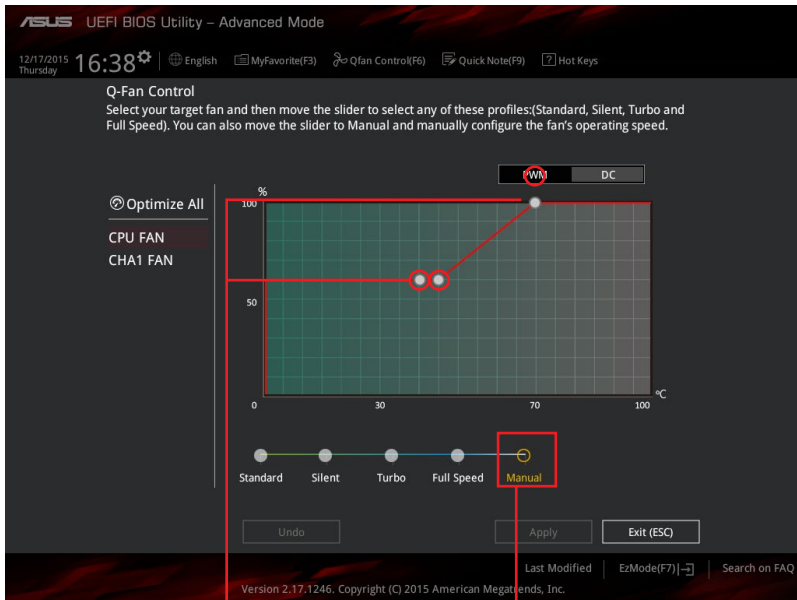 ASUS UEFI BIOS Utility – Advanced Mode
12/17/2015 Thursday 16:38 English MyFavorite(F3) Qfan Control(F6) Quick Note(F9) ? Hot Keys
Q-Fan Control
Select your target fan and then move the slider to select any of these profiles:(Standard, Silent, Turbo and
Full Speed). You can also move the slider to Manual and manually configure the fan's operating speed.
PWM DC
Optimize All
CPU FAN
CHA1 FAN
%
100
50
°C
0 30 70 100
Standard Silent Turbo Full Speed Manual
Undo Apply Exit (ESC)
Last Modified EzMode(F7) Search on FAQ
Version 2.17.1246. Copyright (C) 2015 American Megatrends, Inc.